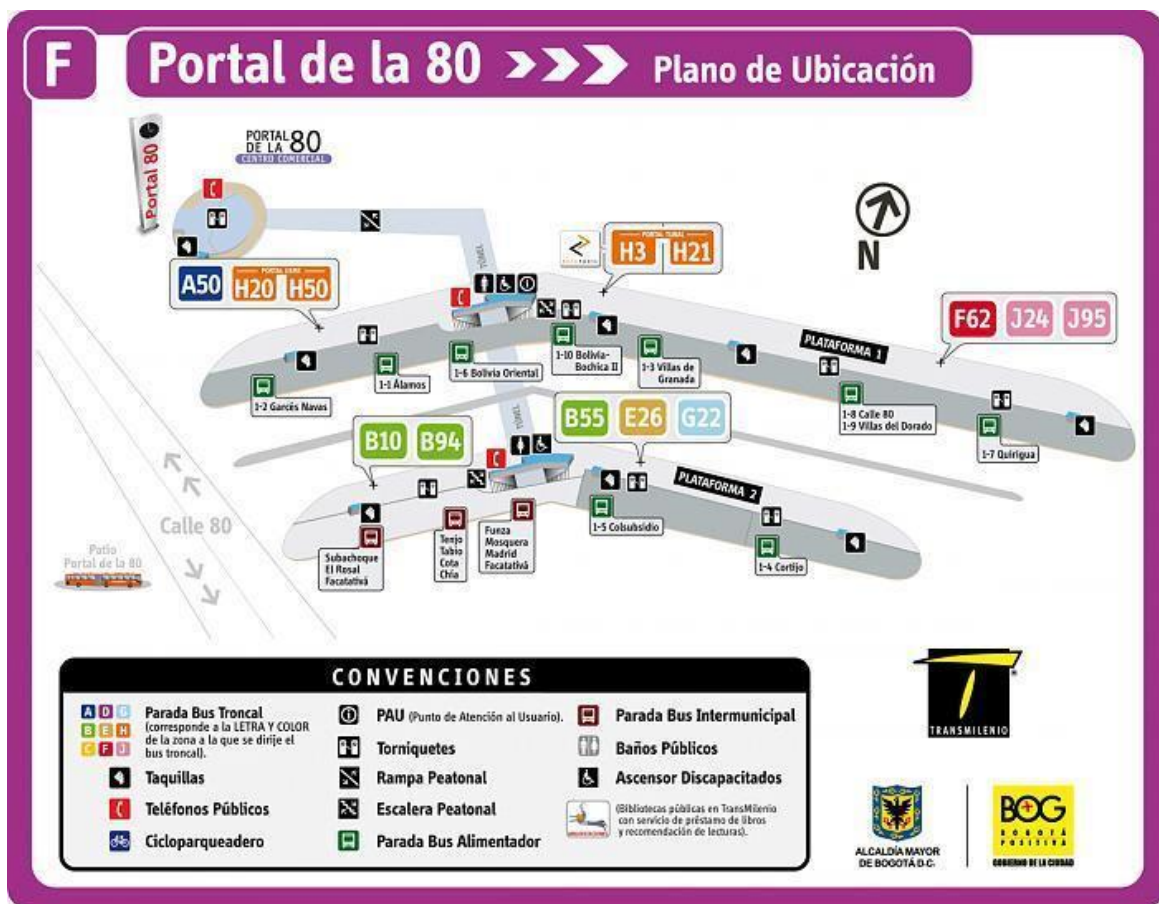 F
Portal de la 80
Plano de Ubicación
Portal 80
PORTAL
DE LA 80
CENTRO COMERCIAL
N
TÚNEL
A50
H20 H50
PORTAL TUNAL
H3 H21
F62 J24 J95
PLATAFORMA 1
1-2 Garcés Navas
1-1 Álamos
1-6 Bolivia Oriental
1-10 Bolivia-
Bochica II
1-3 Villas de
Granada
1-8 Calle 80
1-9 Villas del Dorado
1-7 Quirigua
TÚNEL
B10 B94
B55 E26 G22
PLATAFORMA 2
Subachoque
El Rosal
Facatativá
Tenjo
Tabio
Cota
Chía
Funza
Mosquera
Madrid
Facatativá
1-5 Colsubsidio
1-4 Cortijo
Calle 80
Patio
Portal de la 80
CONVENCIONES
A D G
B E H
C F J
Parada Bus Troncal
(corresponde a la LETRA Y COLOR
de la zona a la que se dirije el
bus troncal).
Taquillas
Teléfonos Públicos
Cicloparqueadero
PAU (Punto de Atención al Usuario).
Torniquetes
Rampa Peatonal
Escalera Peatonal
Parada Bus Alimentador
Parada Bus Intermunicipal
Baños Públicos
Ascensor Discapacitados
(Bibliotecas públicas en TransMilenio
con servicio de préstamo de libros
y recomendación de lecturas).
TRANSMILENIO
ALCALDÍA MAYOR
DE BOGOTÁ D.C.
BOG
BOGOTÁ
POSITIVA
GOBIERNO DE LA CIUDAD